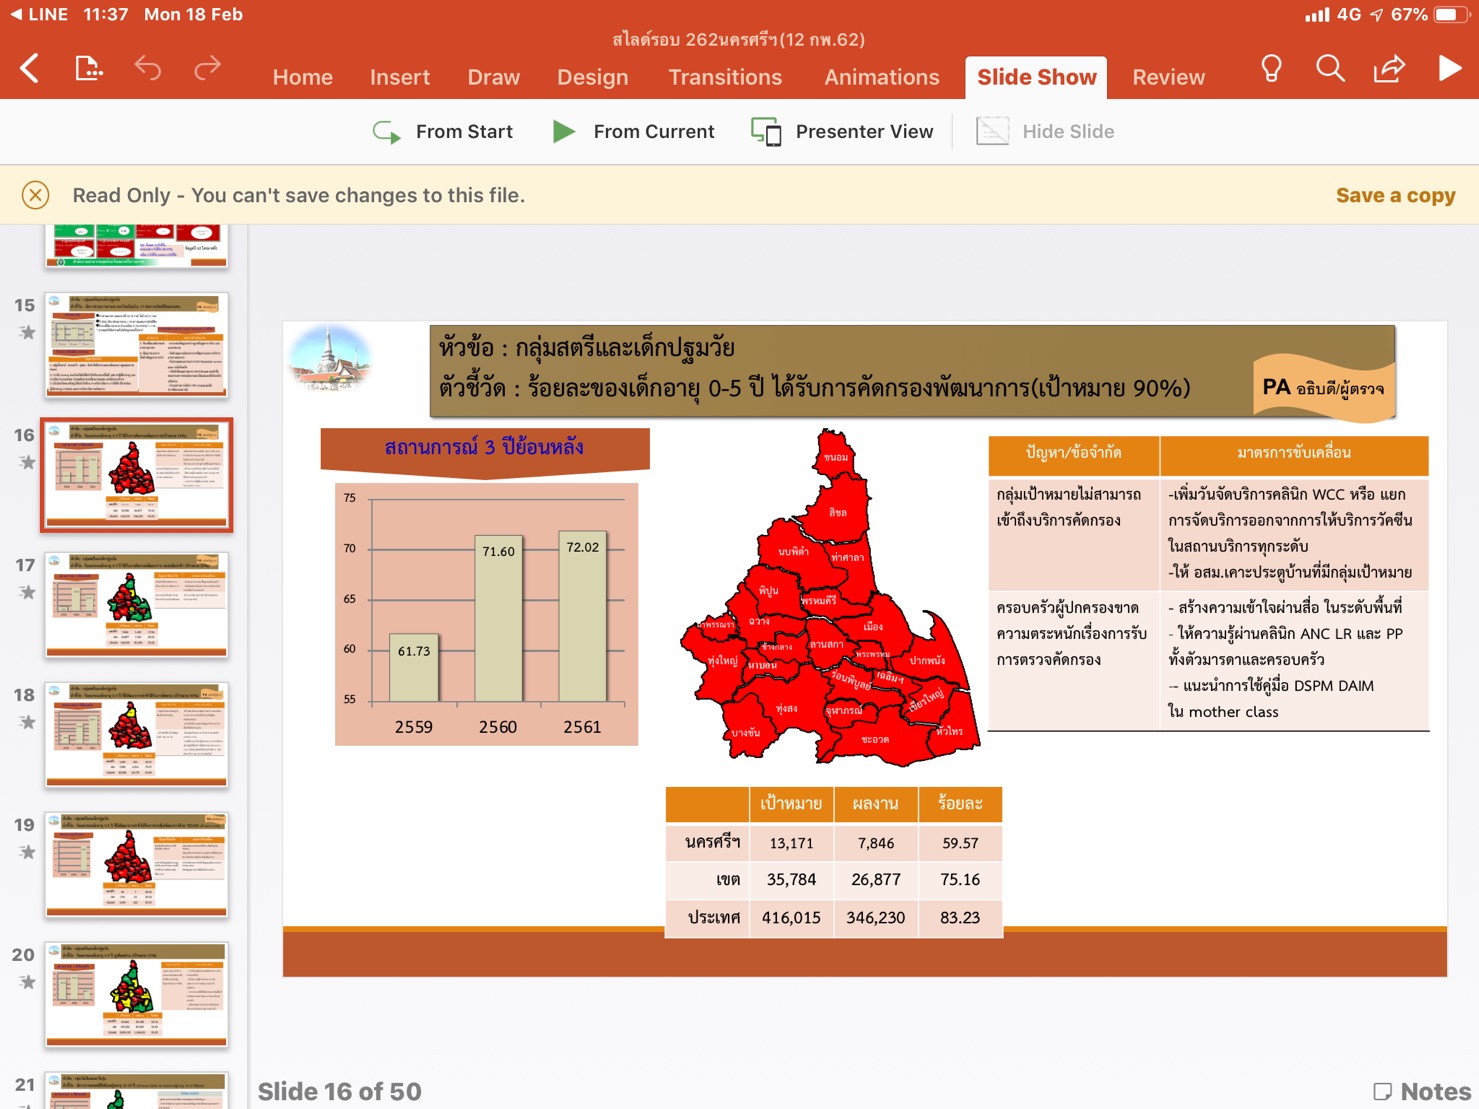 LINE 11:37 Mon 18 Feb
4G 67%
สไลด์รอบ 262นครศรีฯ(12 กพ.62)
Home Insert Draw Design Transitions Animations Slide Show Review
From Start From Current Presenter View Hide Slide
Read Only - You can't save changes to this file. Save a copy
15
16
17
18
19
20
21
หัวข้อ : กลุ่มสตรีและเด็กปฐมวัย
ตัวชี้วัด : ร้อยละของเด็กอายุ 0-5 ปี ได้รับการคัดกรองพัฒนาการ(เป้าหมาย 90%)
PA อธิบดี/ผู้ตรวจ
สถานการณ์ 3 ปีย้อนหลัง
75
70
65
60
55
61.73
71.60
72.02
2559 2560 2561
ขนอม
สิชล
นบพิตำ
ท่าศาลา
พิปูน
พรหมคีรี
ฉวาง
เมือง
ช้างกลาง
ลานสกา
พระพรหม
ปากพนัง
ทุ่งใหญ่
นาบอน
ร่อนพิบูลย์
เฉลิมฯ
เชียรใหญ่
ทุ่งสง
จุฬาภรณ์
บางขัน
ชะอวด
หัวไทร
ปัญหา/ข้อจำกัด มาตรการขับเคลื่อน
กลุ่มเป้าหมายไม่สามารถ
เข้าถึงบริการคัดกรอง
-เพิ่มวันจัดบริการคลินิก WCC หรือ แยก
การจัดบริการออกจากการให้บริการวัคซีน
ในสถานบริการทุกระดับ
-ให้ อสม.เคาะประตูบ้านที่มีกลุ่มเป้าหมาย
ครอบครัวผู้ปกครองขาด
ความตระหนักเรื่องการรับ
การตรวจคัดกรอง
- สร้างความเข้าใจผ่านสื่อ ในระดับพื้นที่
- ให้ความรู้ผ่านคลินิก ANC LR และ PP
ทั้งตัวมารดาและครอบครัว
-- แนะนำการใช้คู่มือ DSPM DAIM
ใน mother class
เป้าหมาย ผลงาน ร้อยละ
นครศรีฯ 13,171 7,846 59.57
เขต 35,784 26,877 75.16
ประเทศ 416,015 346,230 83.23
Slide 16 of 50
Notes